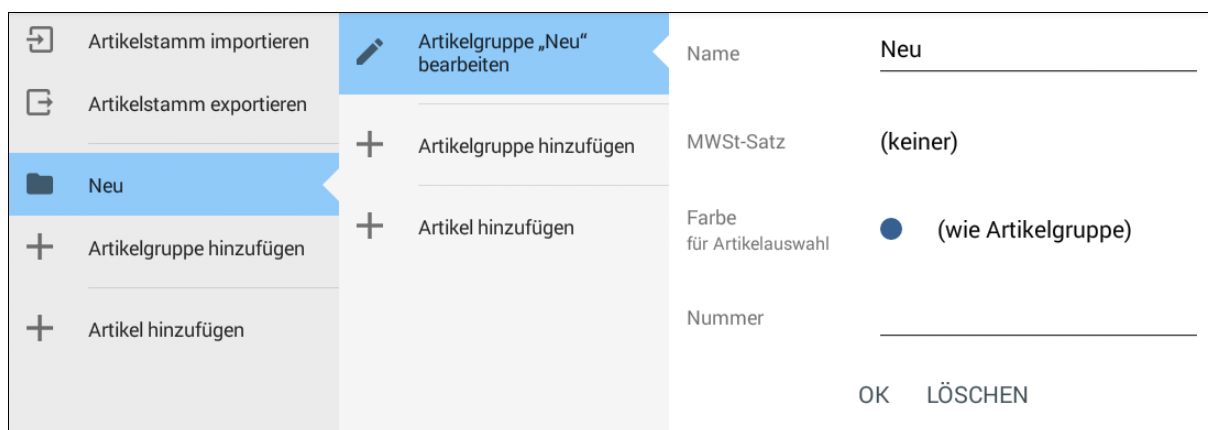 Artikelstamm importieren
Artikelstamm exportieren
Neu
Artikelgruppe hinzufügen
Artikel hinzufügen
Artikelgruppe „Neu“
bearbeiten
Artikelgruppe hinzufügen
Artikel hinzufügen
Name
Neu
MWSt-Satz
(keiner)
Farbe
für Artikelauswahl
(wie Artikelgruppe)
Nummer
OK
LÖSCHEN